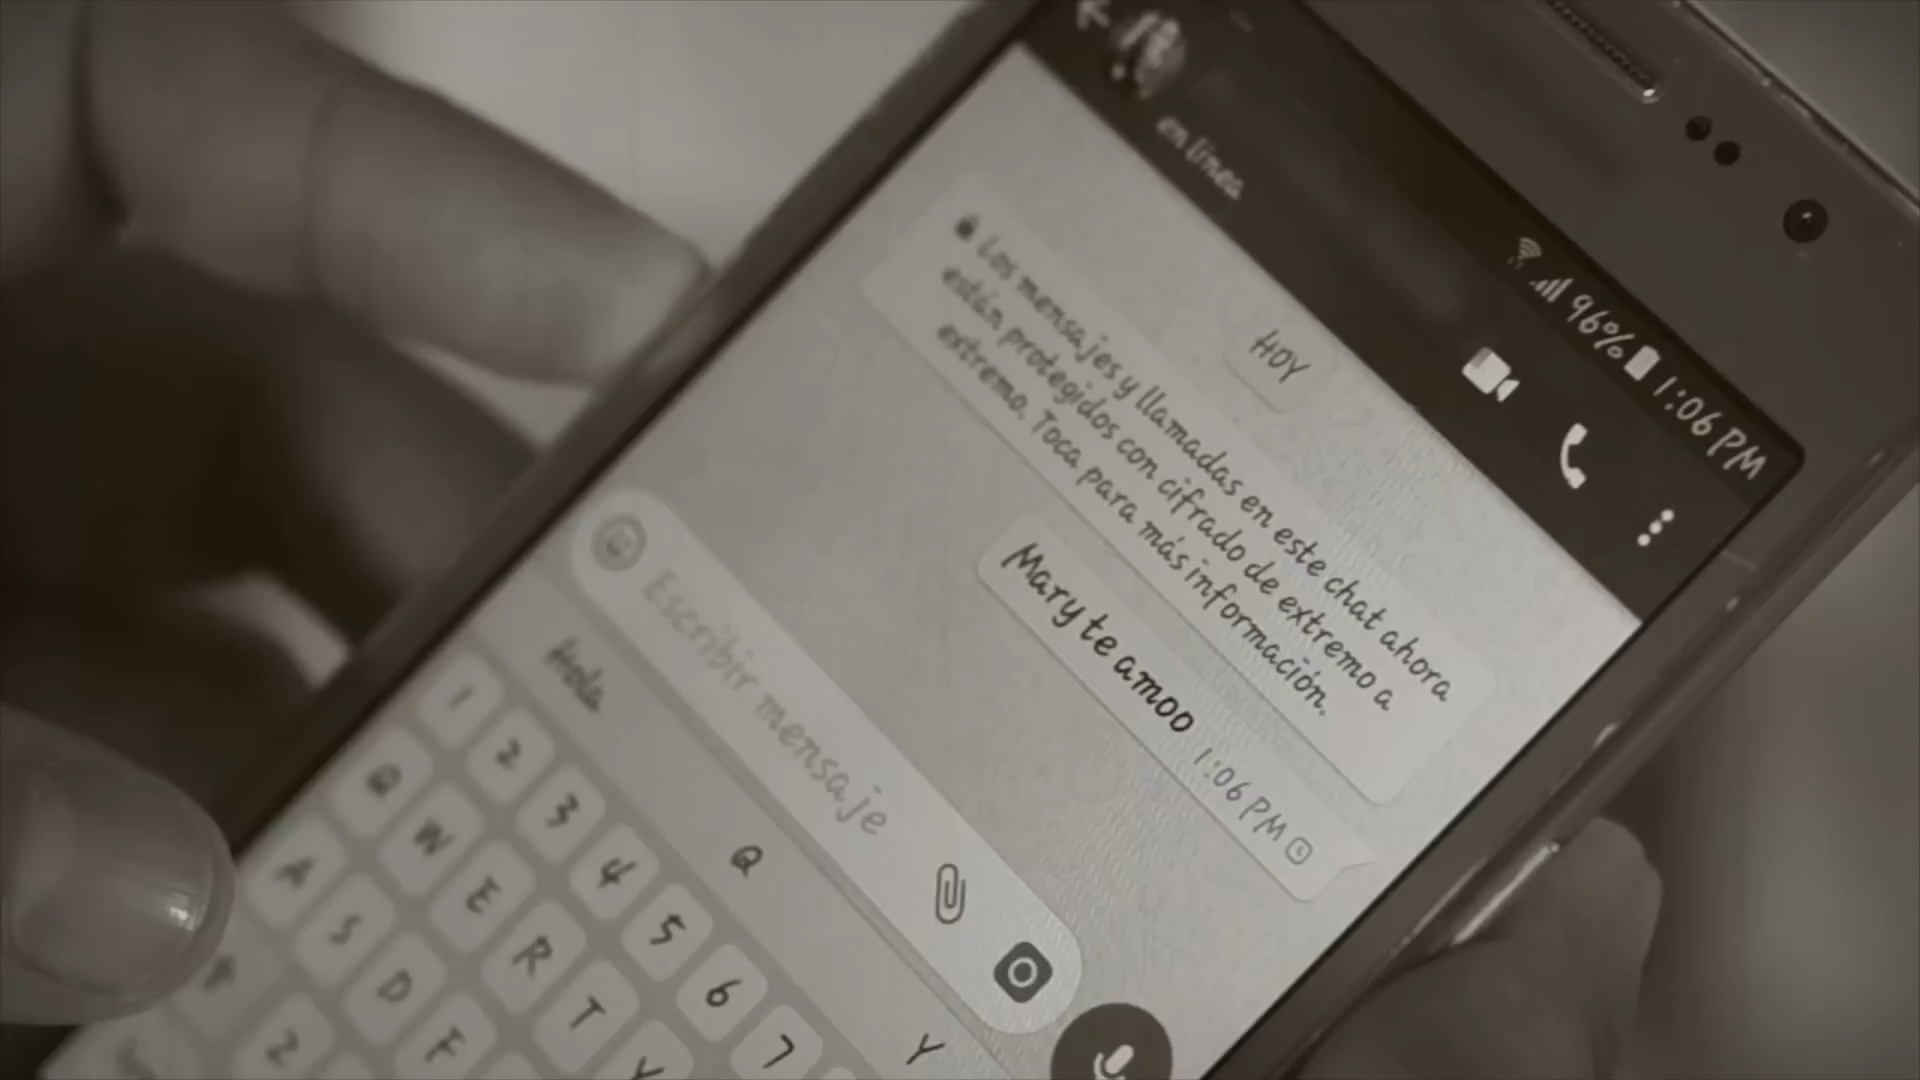 96% 1:06 PM
en línea
HOY
Los mensajes y llamadas en este chat ahora
están protegidos con cifrado de extremo a
extremo. Toca para más información.
Mary te amoo 1:06 PM
Escribir mensaje
Hola Q Y
1 2 3 4 5 6 7
Q W E R T Y
A S D F
Z